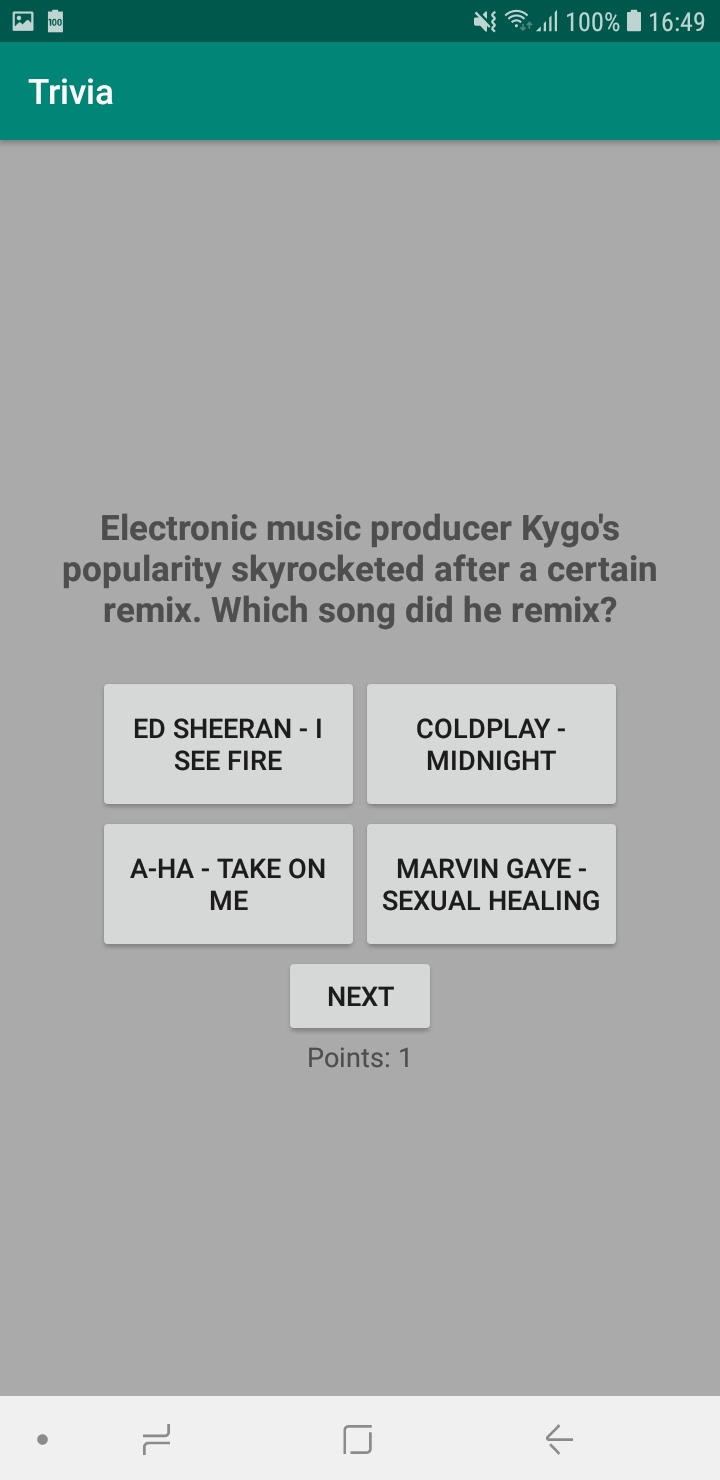 100 100% 16:49
Trivia
Electronic music producer Kygo's
popularity skyrocketed after a certain
remix. Which song did he remix?
ED SHEERAN - I
SEE FIRE
COLDPLAY -
MIDNIGHT
A-HA - TAKE ON
ME
MARVIN GAYE -
SEXUAL HEALING
NEXT
Points: 1